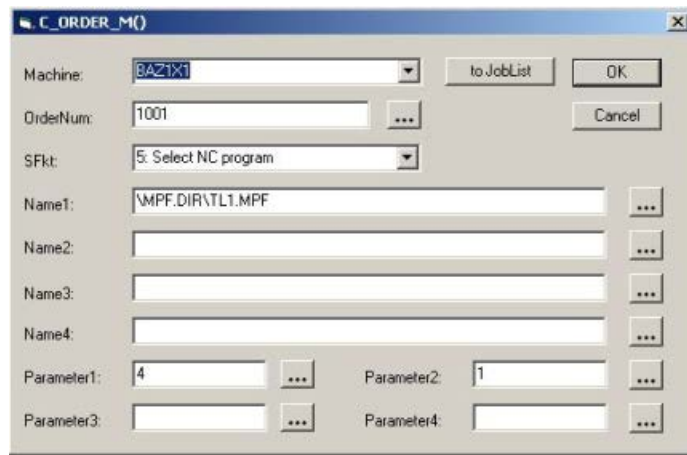 C_ORDER_M()
Machine: BAZ1X1 to JobList OK
OrderNum: 1001 ... Cancel
SFkt: 5: Select NC program
Name1: \MPF.DIR\TL1.MPF ...
Name2: ...
Name3: ...
Name4: ...
Parameter1: 4 ... Parameter2: 1 ...
Parameter3: ... Parameter4: ...